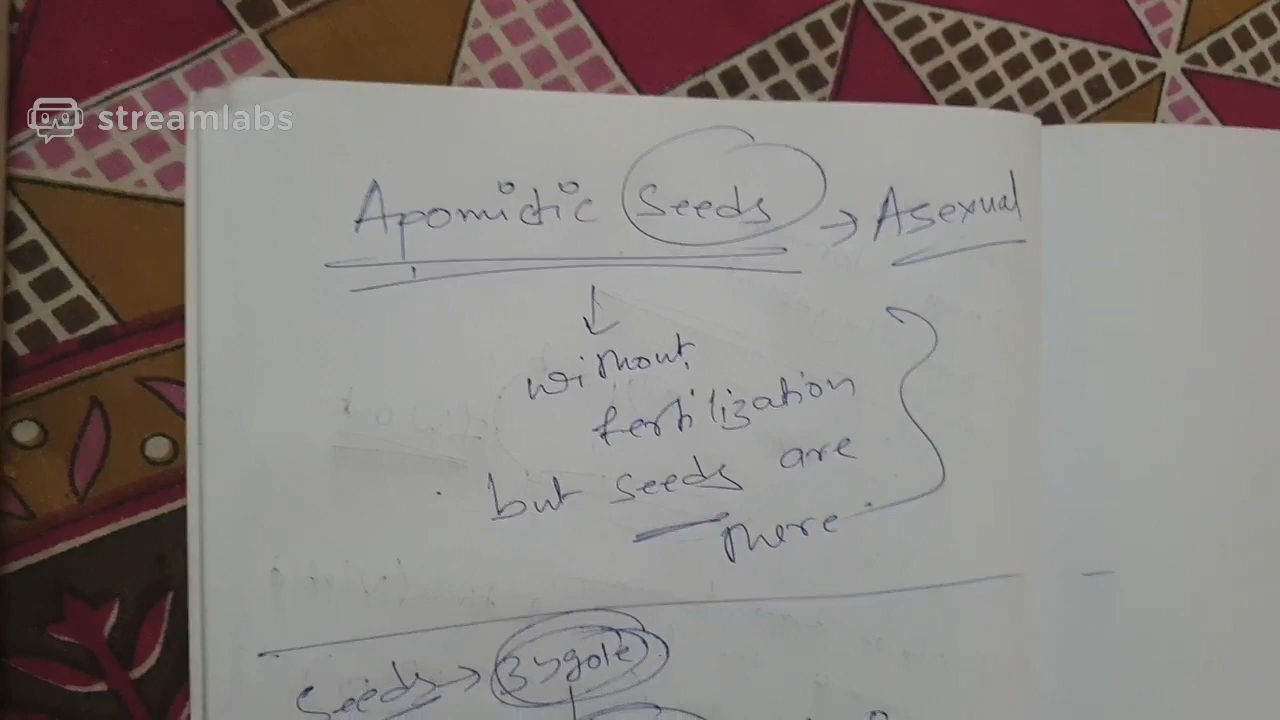 streamlabs
Apomictic Seeds → Asexual
↓
without
fertilization
but seeds are
there
Seeds → Zygote